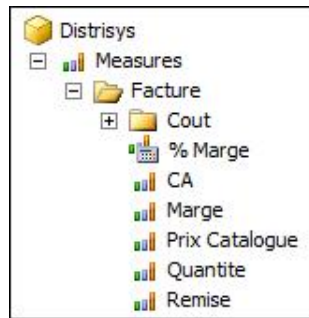 Distrisys
Measures
Facture
Cout
% Marge
CA
Marge
Prix Catalogue
Quantite
Remise